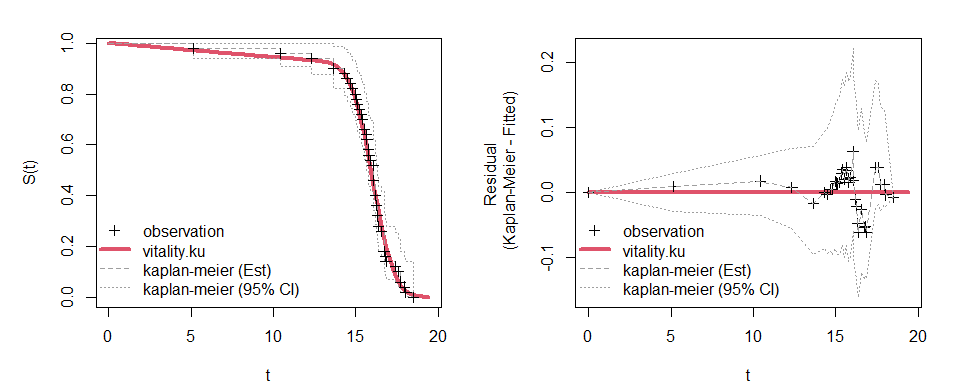 S(t)
1.0
0.8
0.6
0.4
0.2
0.0
observation
vitality.ku
kaplan-meier (Est)
kaplan-meier (95% CI)
0 5 10 15 20
t
Residual
(Kaplan-Meier - Fitted)
0.2
0.1
0.0
-0.1
observation
vitality.ku
kaplan-meier (Est)
kaplan-meier (95% CI)
0 5 10 15 20
t